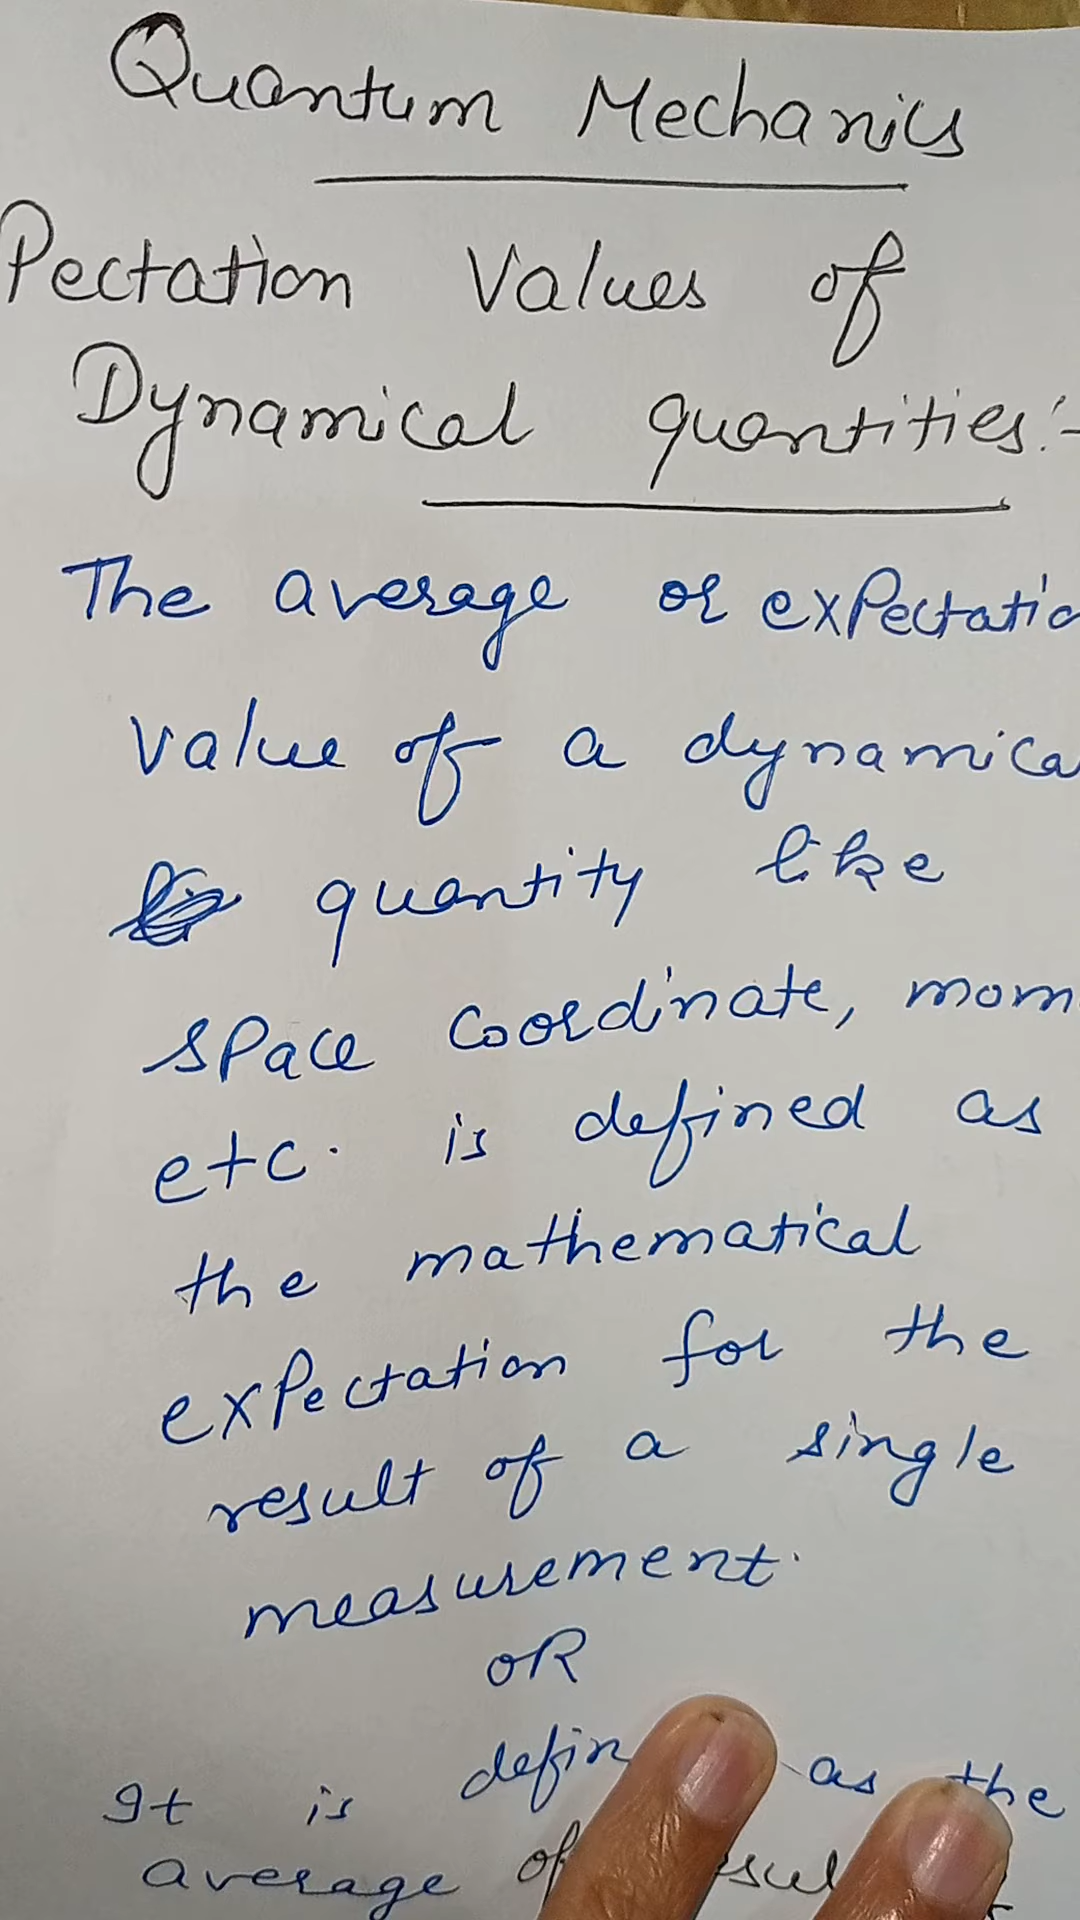 Quantum Mechanics
Pectation Values of
Dynamical quantities:-
The average or expectatio
value of a dynamica
quantity like
space coordinate, mom
etc. is defined as
the mathematical
expectation for the
result of a single
measurement.
OR
It is defin as the
average of